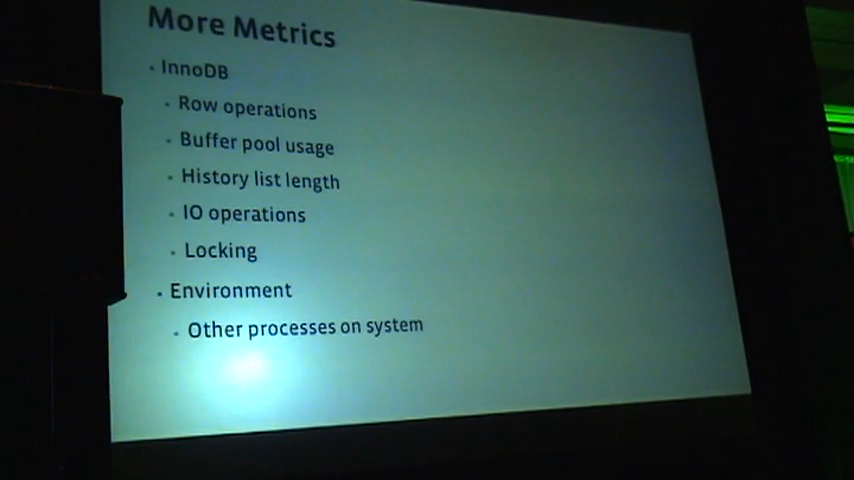 More Metrics
• InnoDB
• Row operations
• Buffer pool usage
• History list length
• IO operations
• Locking
• Environment
• Other processes on system